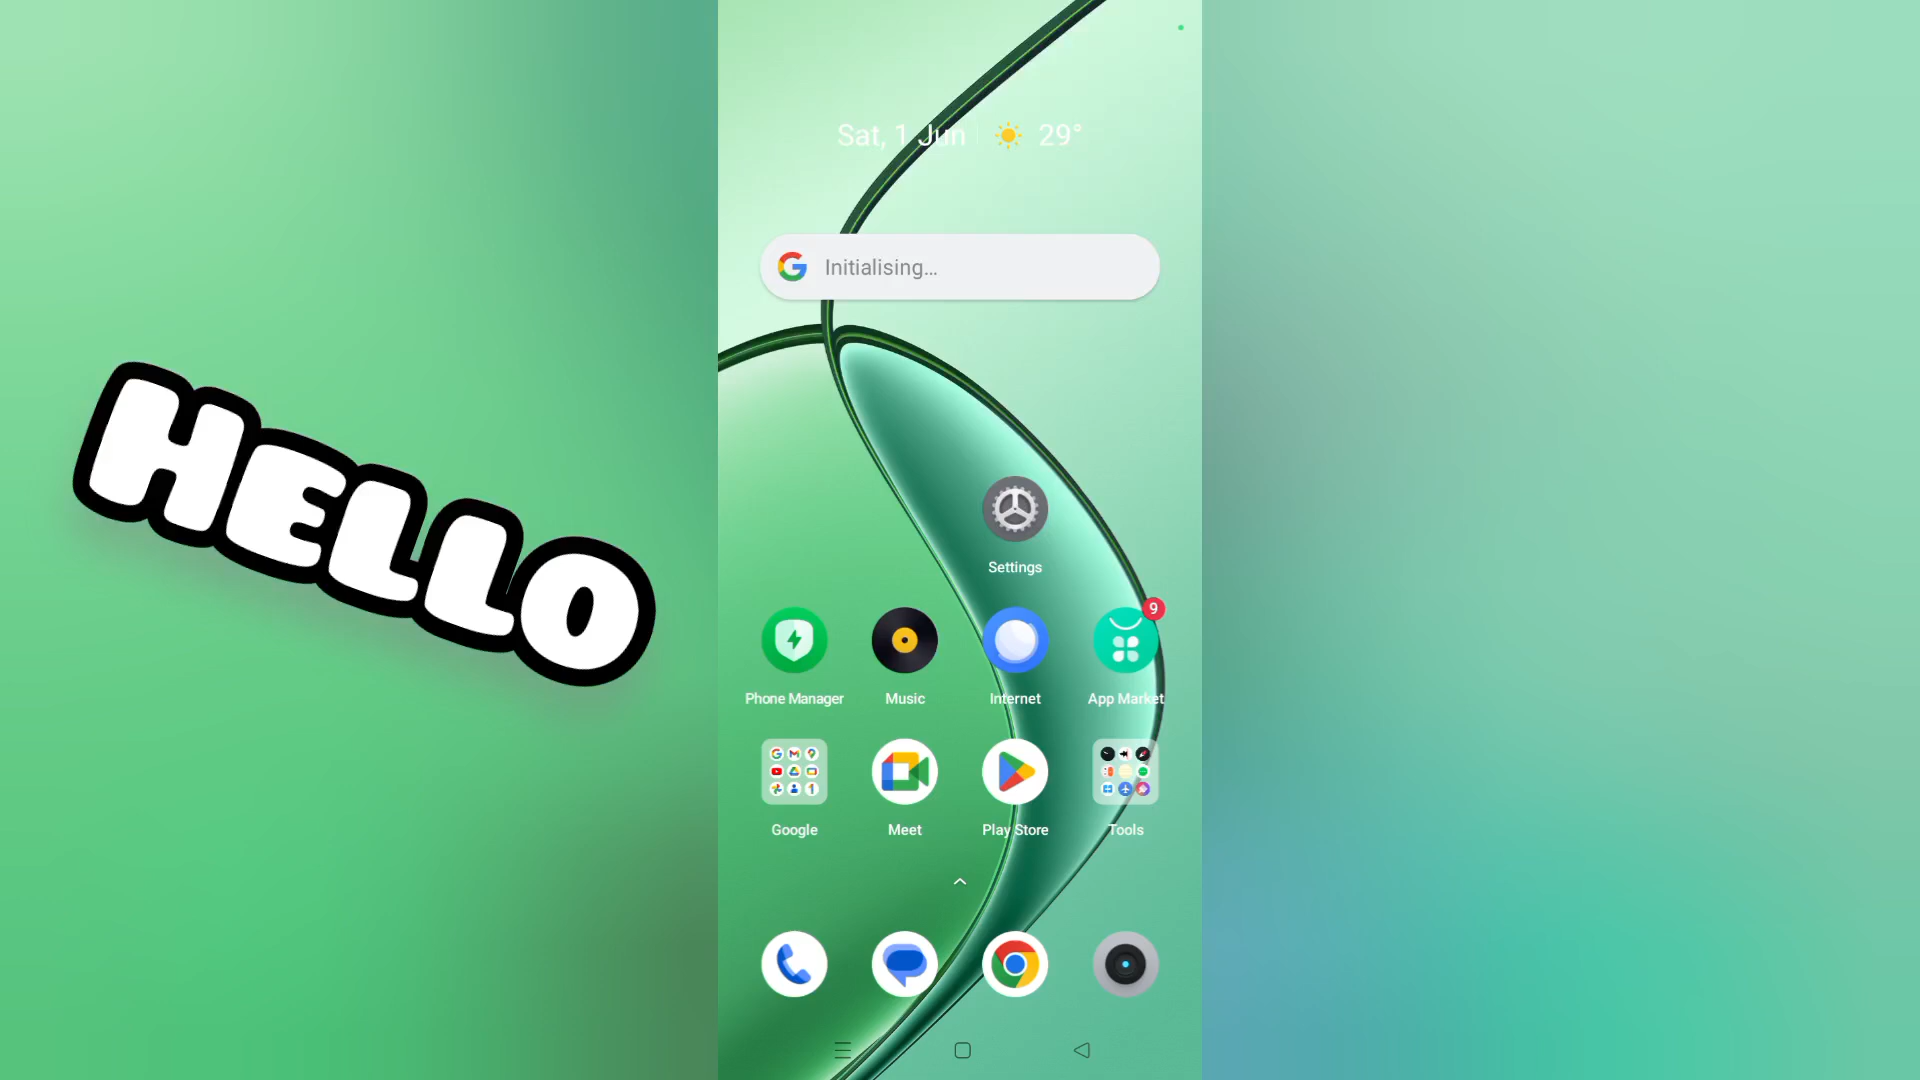 HELLO
Sat, 1 Jun 29°
Initialising...
Settings
9
Phone Manager Music Internet App Market
Google Meet Play Store Tools